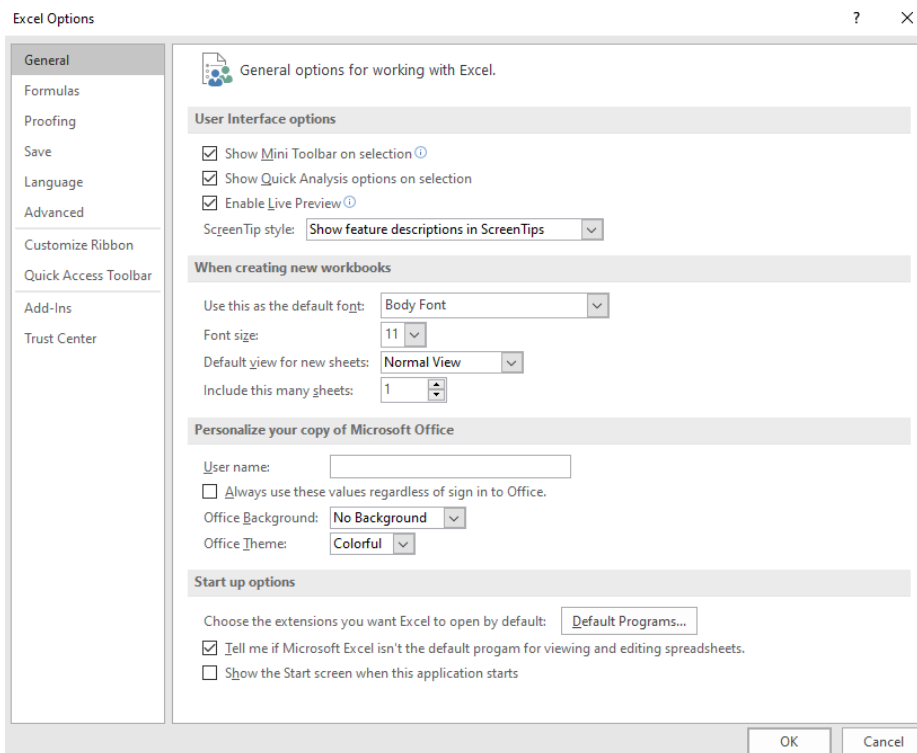 Excel Options
?
General
Formulas
Proofing
Save
Language
Advanced
Customize Ribbon
Quick Access Toolbar
Add-Ins
Trust Center
General options for working with Excel.
User Interface options
Show Mini Toolbar on selection
Show Quick Analysis options on selection
Enable Live Preview
ScreenTip style: Show feature descriptions in ScreenTips
When creating new workbooks
Use this as the default font: Body Font
Font size: 11
Default view for new sheets: Normal View
Include this many sheets: 1
Personalize your copy of Microsoft Office
User name:
Always use these values regardless of sign in to Office.
Office Background: No Background
Office Theme: Colorful
Start up options
Choose the extensions you want Excel to open by default: Default Programs...
Tell me if Microsoft Excel isn't the default progam for viewing and editing spreadsheets.
Show the Start screen when this application starts
OK Cancel